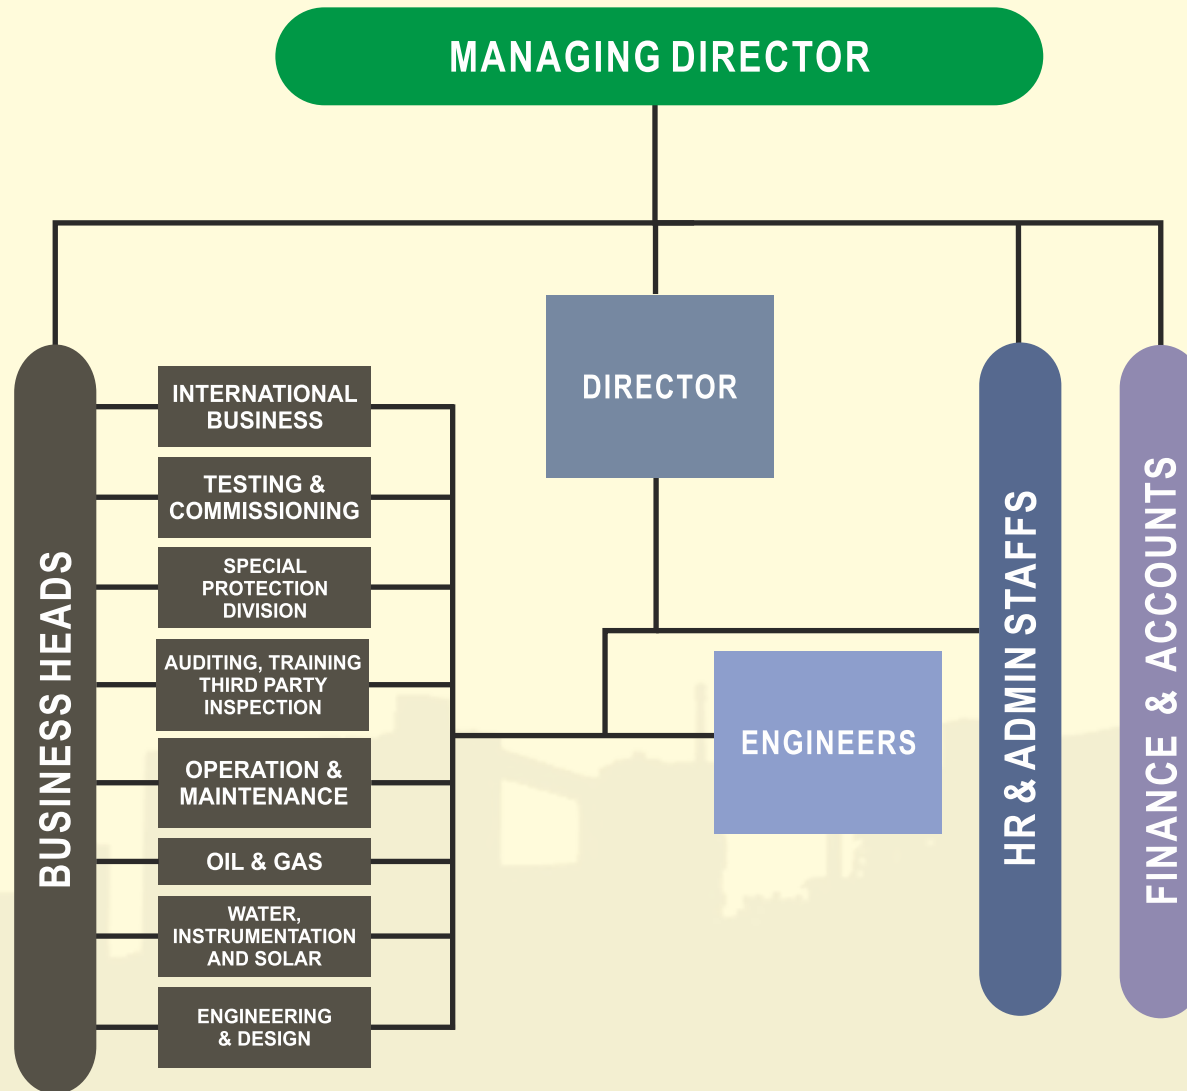 MANAGING DIRECTOR
DIRECTOR
BUSINESS HEADS
INTERNATIONAL
BUSINESS
TESTING &
COMMISSIONING
SPECIAL
PROTECTION
DIVISION
AUDITING, TRAINING
THIRD PARTY
INSPECTION
OPERATION &
MAINTENANCE
OIL & GAS
WATER,
INSTRUMENTATION
AND SOLAR
ENGINEERING
& DESIGN
ENGINEERS
HR & ADMIN STAFFS
FINANCE & ACCOUNTS